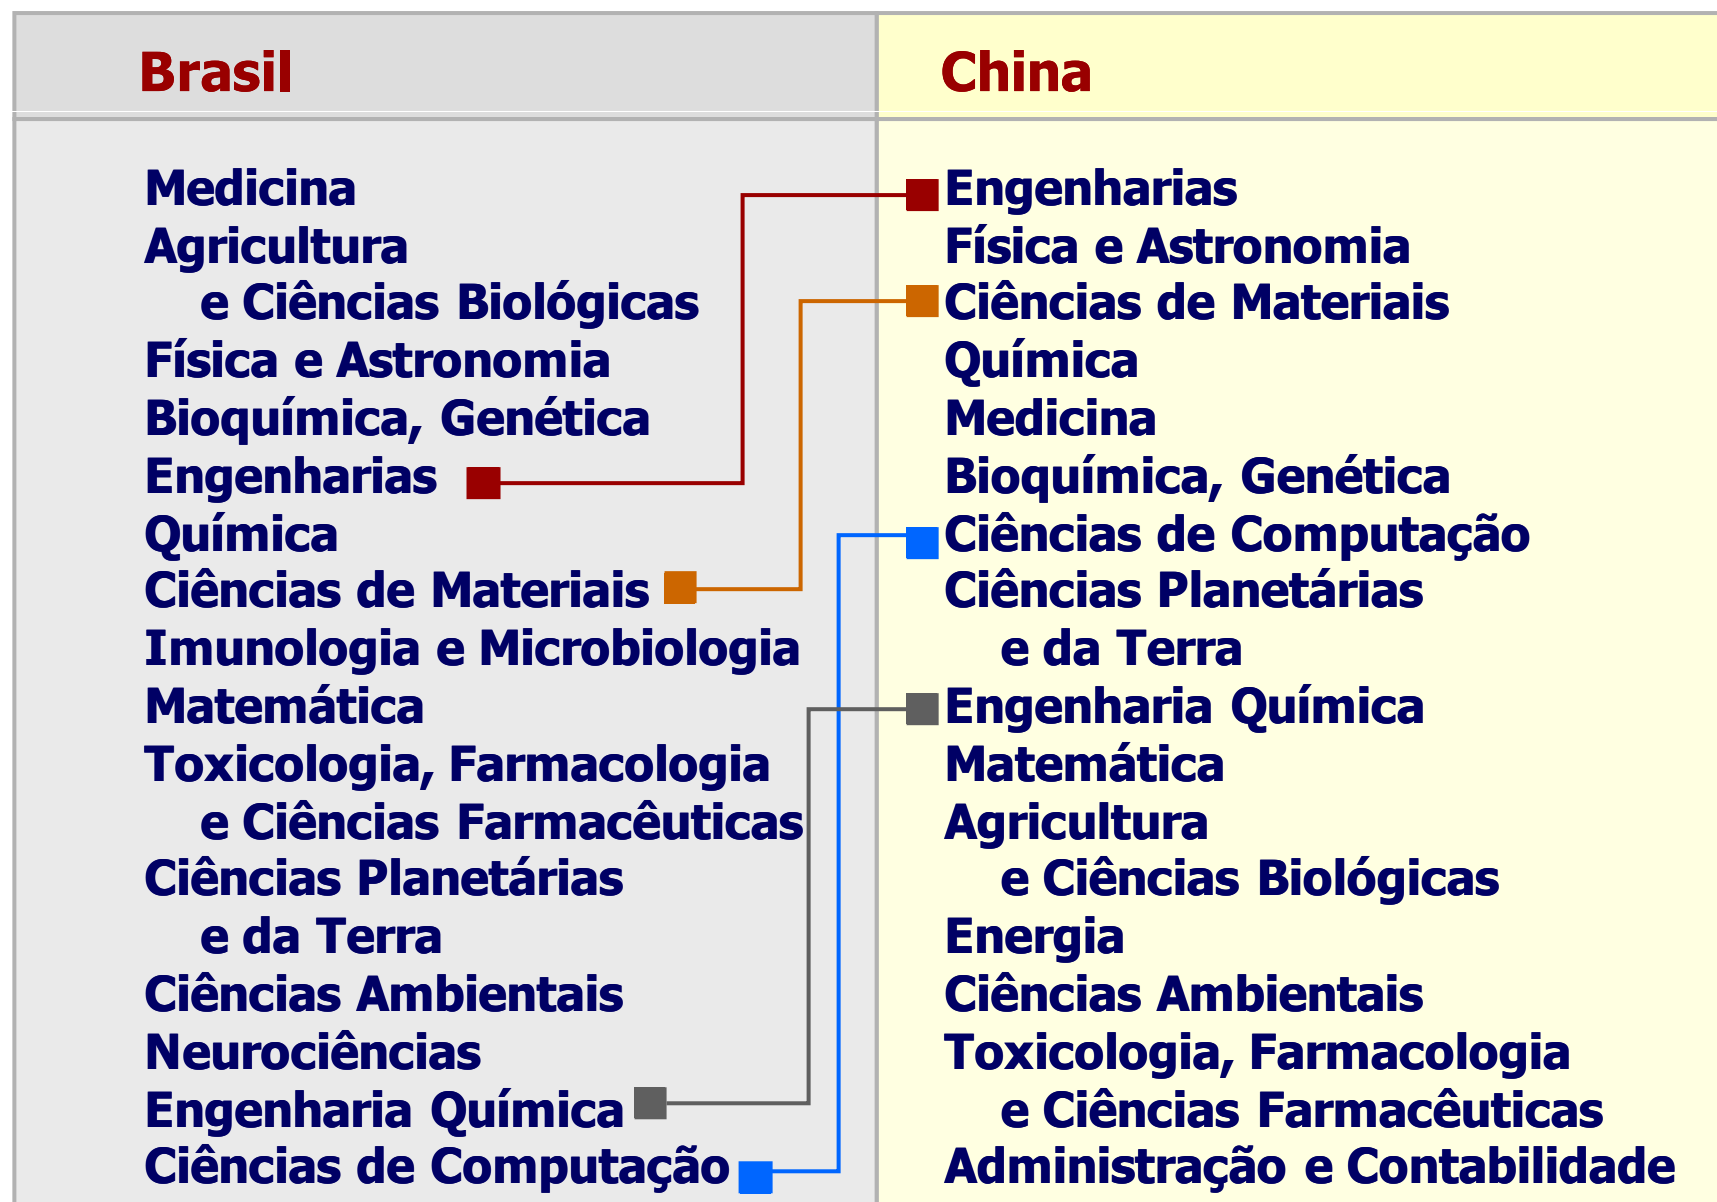 Brasil
Medicina
Agricultura
e Ciências Biológicas
Física e Astronomia
Bioquímica, Genética
Engenharias
Química
Ciências de Materiais
Imunologia e Microbiologia
Matemática
Toxicologia, Farmacologia
e Ciências Farmacêuticas
Ciências Planetárias
e da Terra
Ciências Ambientais
Neurociências
Engenharia Química
Ciências de Computação
China
Engenharias
Física e Astronomia
Ciências de Materiais
Química
Medicina
Bioquímica, Genética
Ciências de Computação
Ciências Planetárias
e da Terra
Engenharia Química
Matemática
Agricultura
e Ciências Biológicas
Energia
Ciências Ambientais
Toxicologia, Farmacologia
e Ciências Farmacêuticas
Administração e Contabilidade